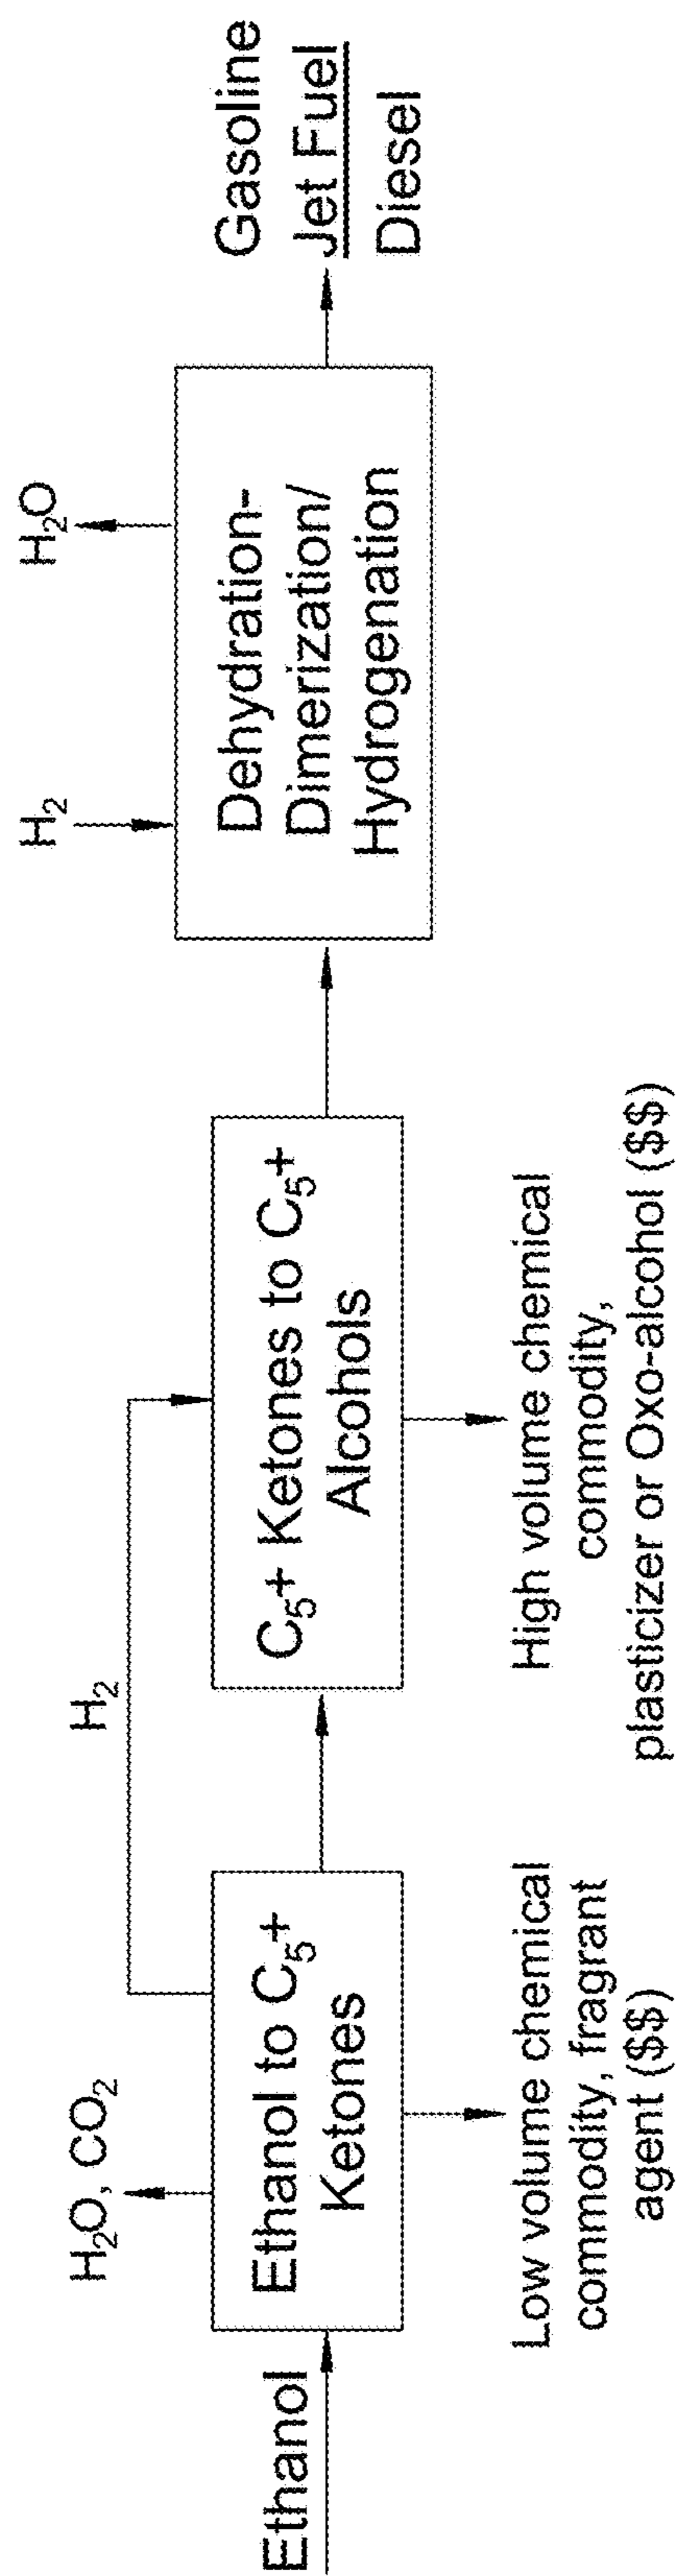 Ethanol
H₂O, CO₂
Ethanol to C₅+
Ketones
Low volume chemical
commodity, fragrant
agent ($$)
H₂
C₅+ Ketones to C₅+
Alcohols
High volume chemical
commodity,
plasticizer or Oxo-alcohol ($$)
H₂
H₂O
Dehydration-
Dimerization/
Hydrogenation
Gasoline
Jet Fuel
Diesel